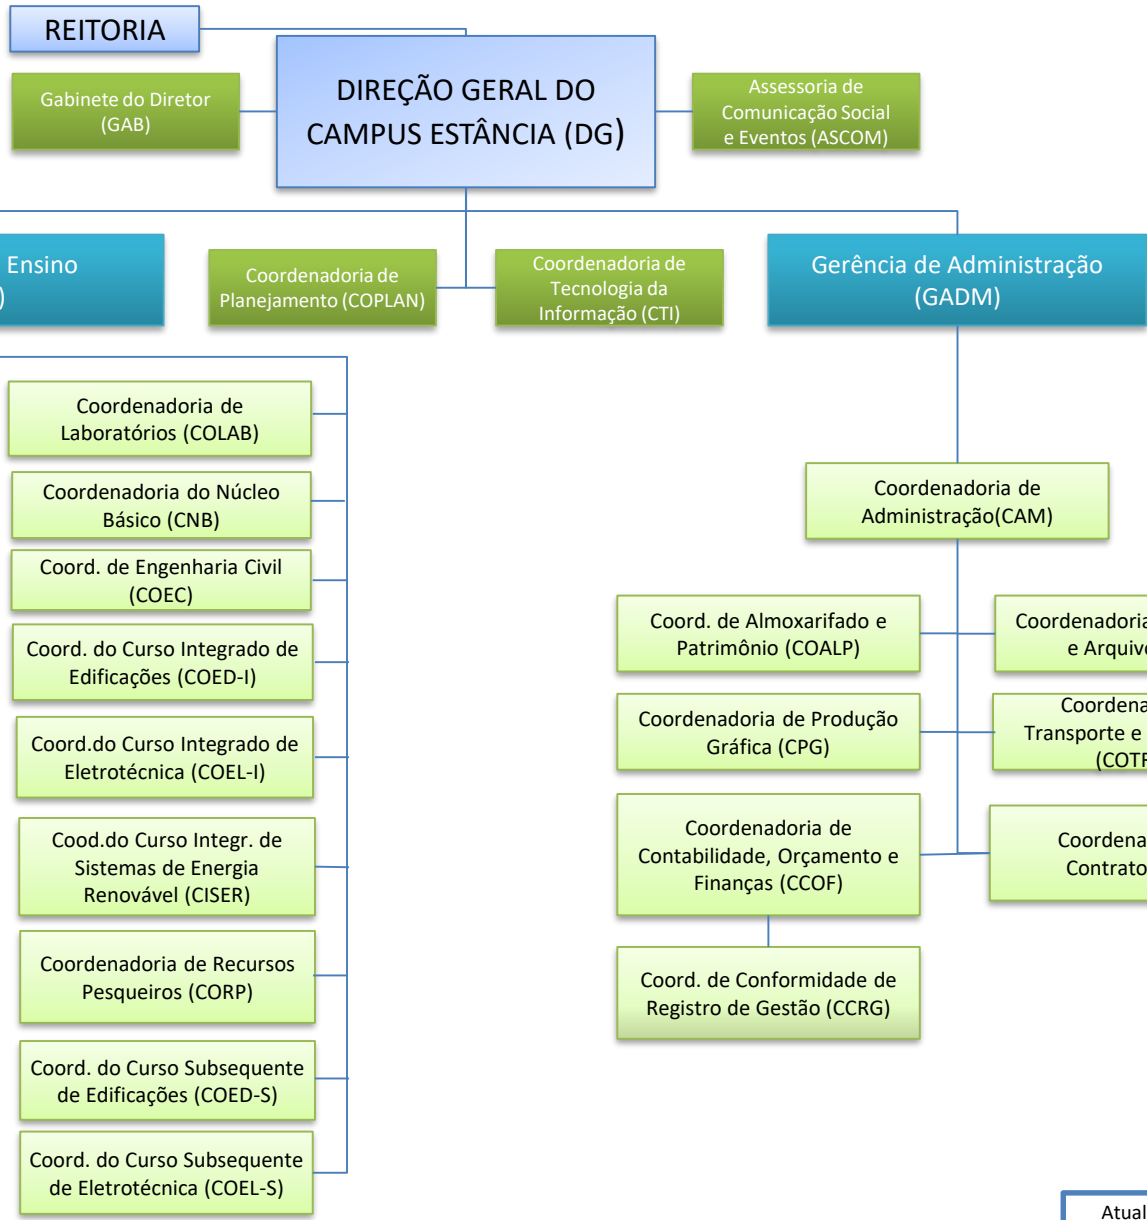 REITORIA
DIREÇÃO GERAL DO
CAMPUS ESTÂNCIA (DG)
Gabinete do Diretor
(GAB)
Assessoria de
Comunicação Social
e Eventos (ASCOM)
Ensino
)
Coordenadoria de
Planejamento (COPLAN)
Coordenadoria de
Tecnologia da
Informação (CTI)
Gerência de Administração
(GADM)
Coordenadoria de
Laboratórios (COLAB)
Coordenadoria do Núcleo
Básico (CNB)
Coord. de Engenharia Civil
(COEC)
Coord. do Curso Integrado de
Edificações (COED-I)
Coord.do Curso Integrado de
Eletrotécnica (COEL-I)
Cood.do Curso Integr. de
Sistemas de Energia
Renovável (CISER)
Coordenadoria de Recursos
Pesqueiros (CORP)
Coord. do Curso Subsequente
de Edificações (COED-S)
Coord. do Curso Subsequente
de Eletrotécnica (COEL-S)
Coordenadoria de
Administração(CAM)
Coord. de Almoxarifado e
Patrimônio (COALP)
Coordenadoria
e Arquiv
Coordenadoria de Produção
Gráfica (CPG)
Coordena
Transporte e
(COT
Coordenadoria de
Contabilidade, Orçamento e
Finanças (CCOF)
Coordena
Contrato
Coord. de Conformidade de
Registro de Gestão (CCRG)
Atual